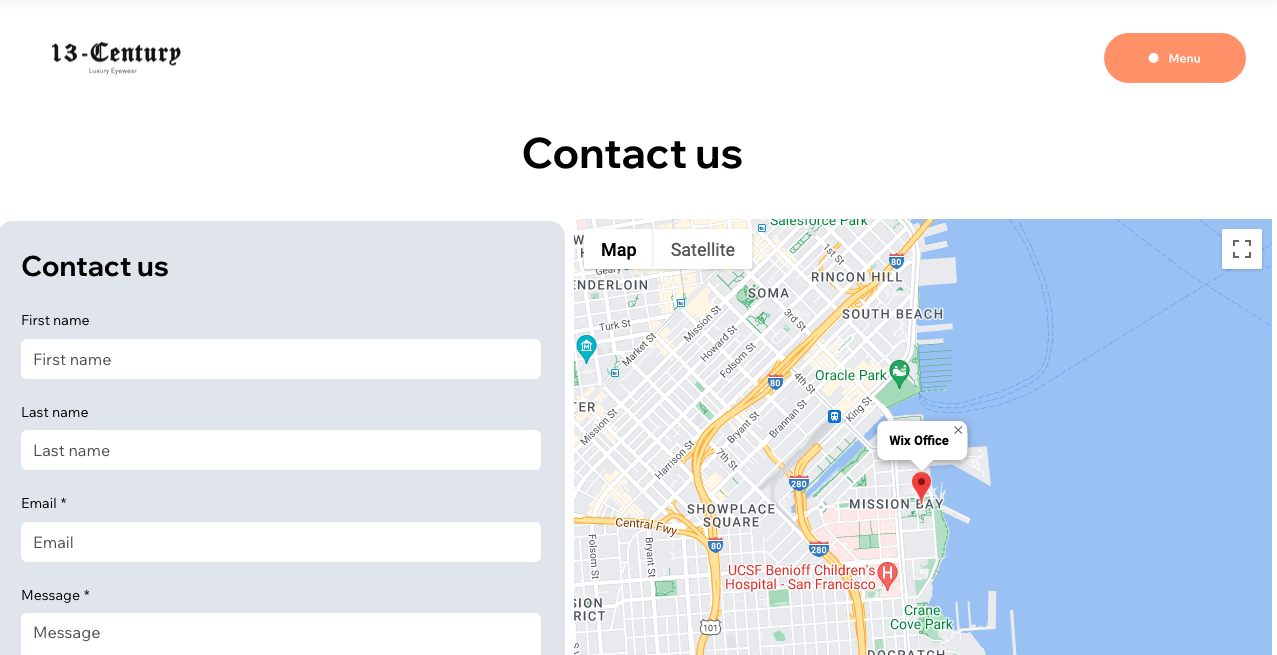 13-Century
Luxury Eyewear
Menu
Contact us
Contact us
First name
First name
Last name
Last name
Email *
Email
Message *
Message
Map
Satellite
Salesforce Park
Geary
ENDERLOIN
SOMA
1st St
RINCON HILL
80
SOUTH BEACH
Turk St
Market St
Mission St
Howard St
Folsom St
3rd St
Oracle Park
80
4th St
King St
TER
Mission St
Bryant St
Brannan St
Wix Office
Harrison St
7th St
280
MISSION BAY
SHOWPLACE
SQUARE
Central Fwy
80
280
Folsom St
Bryant St
UCSF Benioff Children's
Hospital - San Francisco
H
SION
RICT
Crane
Cove Park
101
DOGPATCH